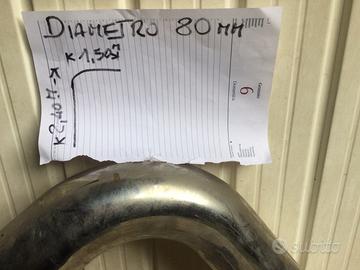 DIAMETRO 80 MM
K 1,50 M
K 2,40 M-K
6
subito